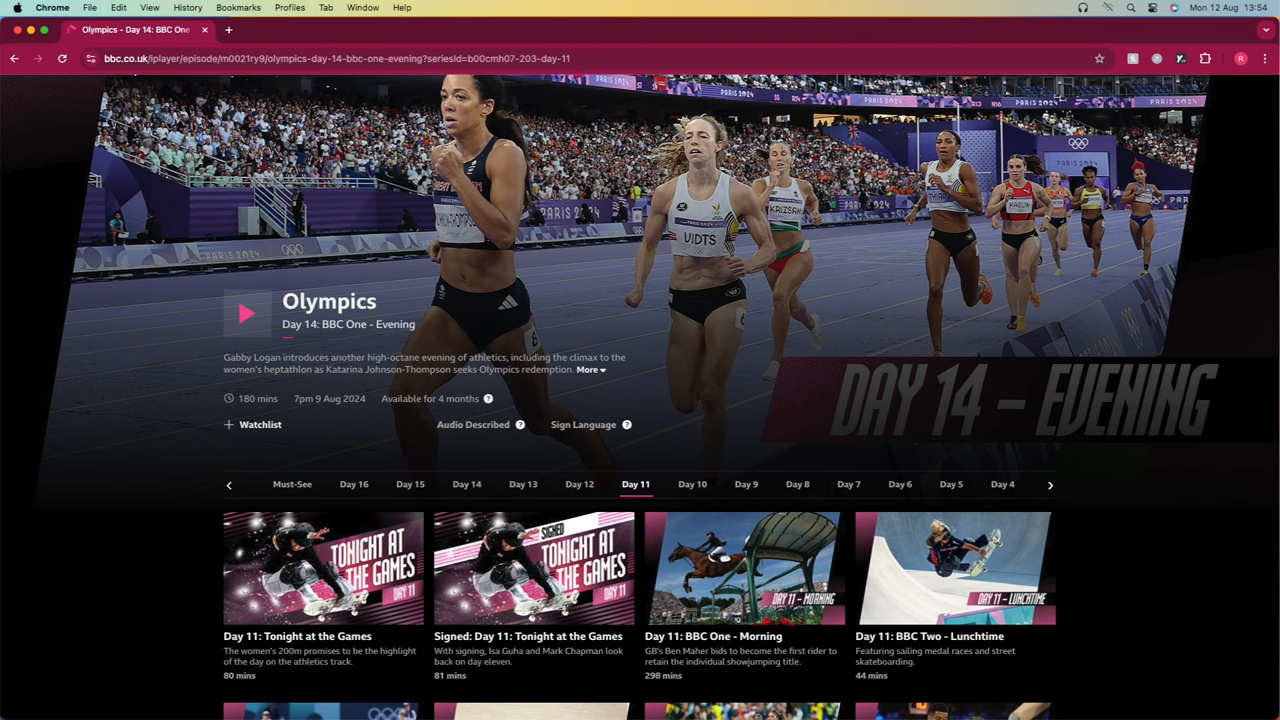 Chrome File Edit View History Bookmarks Profiles Tab Window Help Mon 12 Aug 13:54
Olympics - Day 14: BBC One
bbc.co.uk/iplayer/episode/m0021ry9/olympics-day-14-bbc-one-evening?seriesId=b00cmh07-203-day-11
R
PARIS 2024
PARIS 2024
PARIS 2024
PARIS 2024
PARIS 2024
PARIS 2024
VIDTS
KRIZSAN
KAELIN
Olympics
Day 14: BBC One - Evening
Gabby Logan introduces another high-octane evening of athletics, including the climax to the
women's heptathlon as Katarina Johnson-Thompson seeks Olympics redemption. More
180 mins 7pm 9 Aug 2024 Available for 4 months ?
Watchlist Audio Described ? Sign Language ?
DAY 14 – EVENING
Must-See Day 16 Day 15 Day 14 Day 13 Day 12 Day 11 Day 10 Day 9 Day 8 Day 7 Day 6 Day 5 Day 4
TONIGHT AT
THE GAMES
DAY 11
SIGNED
TONIGHT AT
THE GAMES
DAY 11
DAY 11 – MORNING
DAY 11 – LUNCHTIME
Day 11: Tonight at the Games
The women's 200m promises to be the highlight
of the day on the athletics track.
80 mins
Signed: Day 11: Tonight at the Games
With signing, Isa Guha and Mark Chapman look
back on day eleven.
81 mins
Day 11: BBC One - Morning
GB's Ben Maher bids to become the first rider to
retain the individual showjumping title.
298 mins
Day 11: BBC Two - Lunchtime
Featuring sailing medal races and street
skateboarding.
44 mins